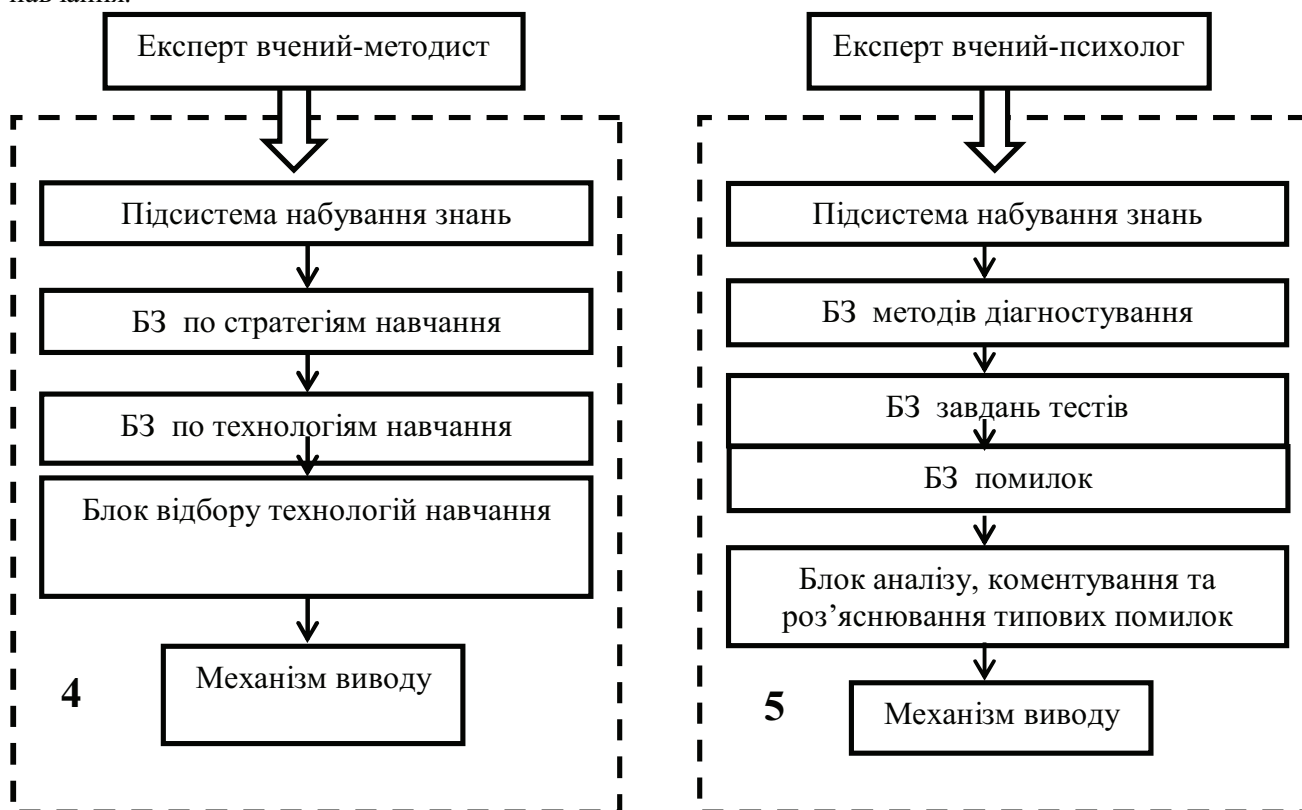 навчання.
Експерт вчений-методист
Підсистема набування знань
БЗ по стратегіям навчання
БЗ по технологіям навчання
Блок відбору технологій навчання
Механізм виводу
4
Експерт вчений-психолог
Підсистема набування знань
БЗ методів діагностування
БЗ завдань тестів
БЗ помилок
Блок аналізу, коментування та
роз’яснювання типових помилок
Механізм виводу
5